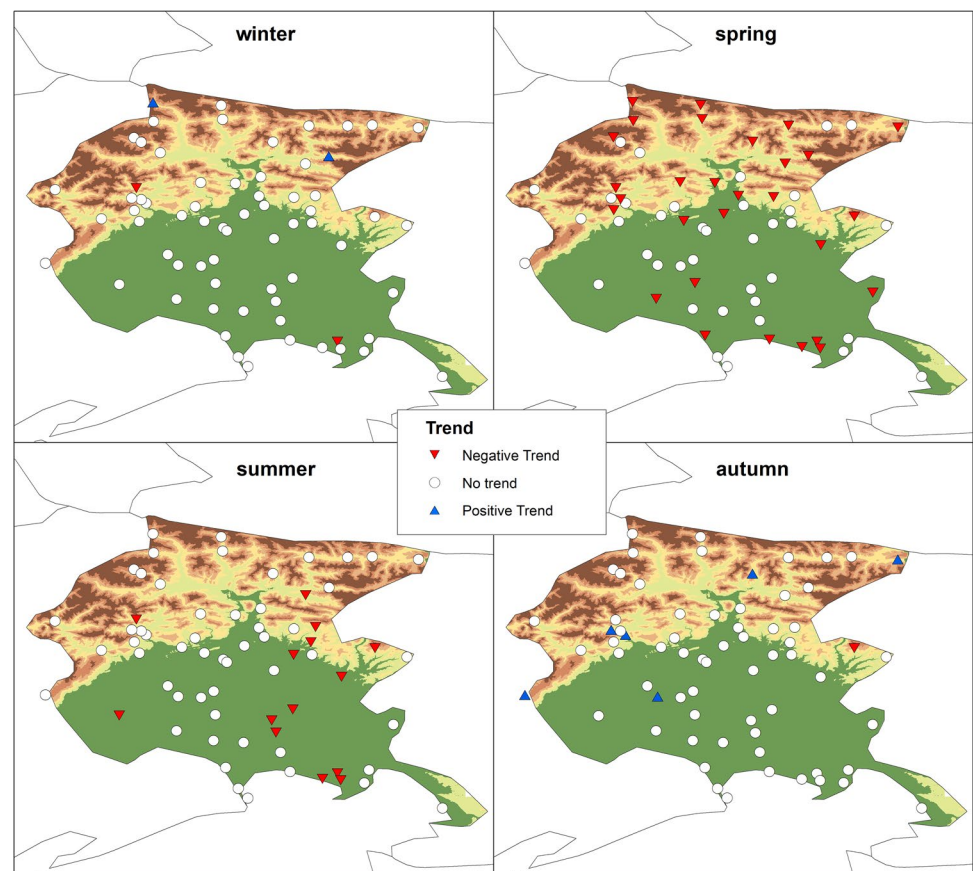 winter
spring
Trend
Negative Trend
No trend
Positive Trend
summer
autumn